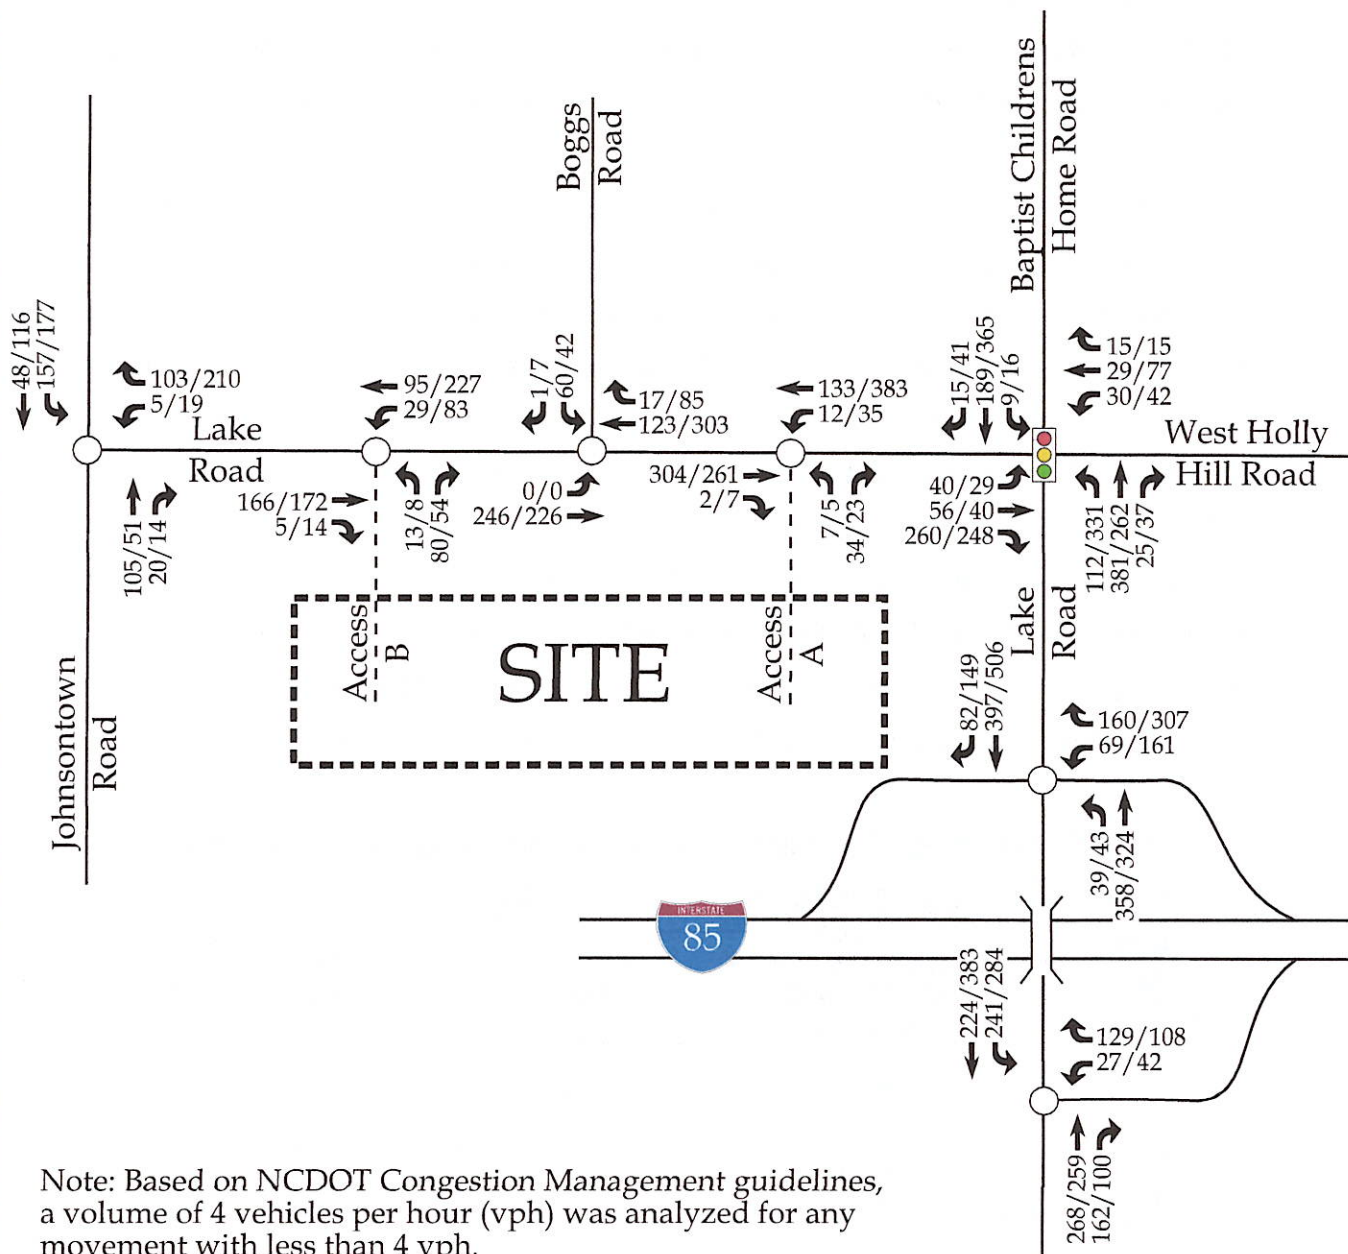 Baptist Childrens
Home Road
Boggs
Road
48/116
157/177
103/210
5/19
95/227
29/83
1/7
60/42
17/85
123/303
133/383
12/35
15/41
189/365
9/16
15/15
29/77
30/42
Lake
Road
West Holly
Hill Road
105/51
20/14
166/172
5/14
13/8
80/54
0/0
246/226
304/261
2/7
7/5
34/23
40/29
56/40
260/248
112/331
381/262
25/37
Johnsontown
Road
Access
B
SITE
Access
A
Lake
Road
82/149
397/506
160/307
69/161
39/43
358/324
INTERSTATE
85
224/383
241/284
129/108
27/42
268/259
162/100
Note: Based on NCDOT Congestion Management guidelines,
a volume of 4 vehicles per hour (vph) was analyzed for any
movement with less than 4 vph.